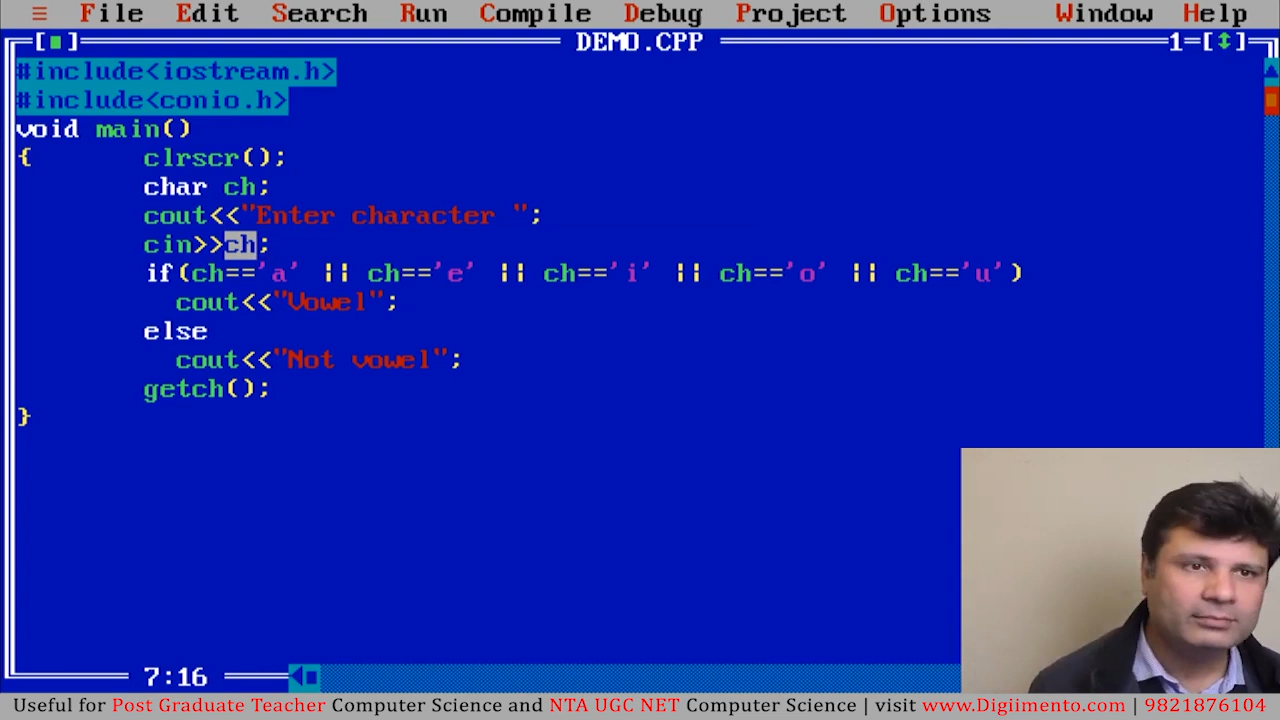 ≡ File Edit Search Run Compile Debug Project Options Window Help
[■] DEMO.CPP 1=[↕]
#include<iostream.h>
#include<conio.h>
void main()
{ clrscr();
char ch;
cout<<"Enter character ";
cin>>ch;
if(ch=='a' || ch=='e' || ch=='i' || ch=='o' || ch=='u')
cout<<"Vowel";
else
cout<<"Not vowel";
getch();
}
7:16
Useful for Post Graduate Teacher Computer Science and NTA UGC NET Computer Science | visit www.Digiimento.com | 9821876104